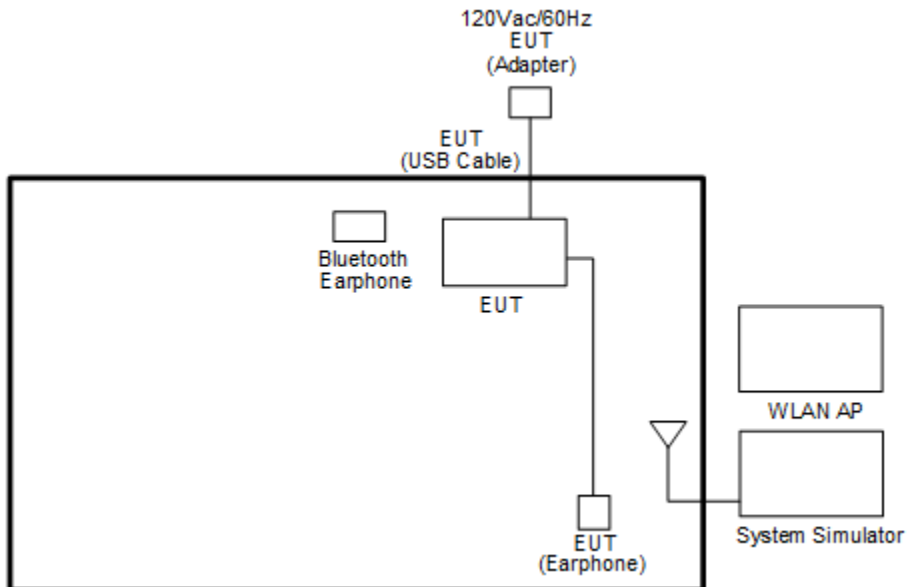 120Vac/60Hz
EUT
(Adapter)
EUT
(USB Cable)
Bluetooth
Earphone
EUT
WLAN AP
System Simulator
EUT
(Earphone)